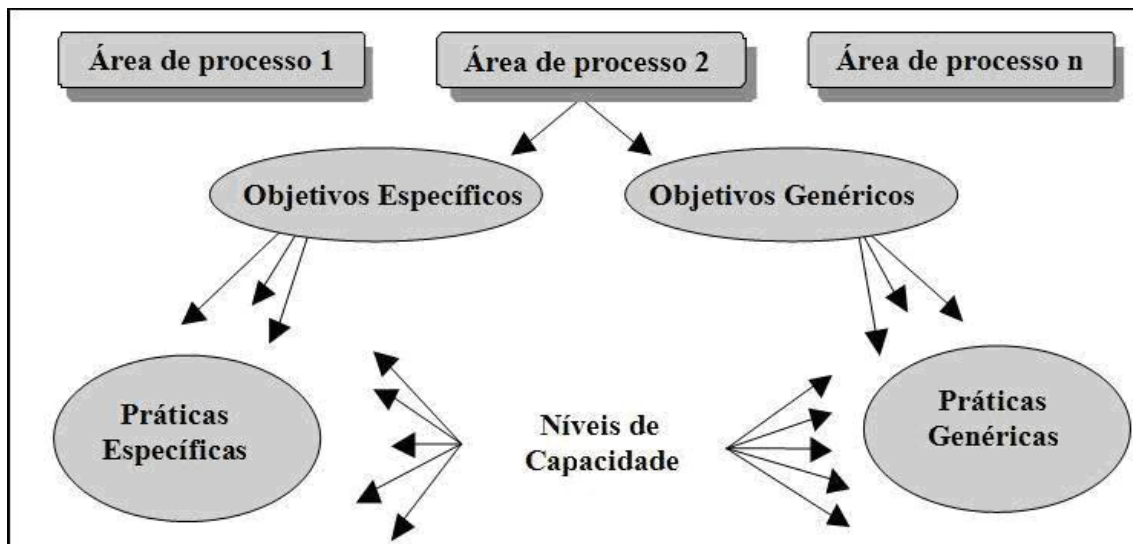 Área de processo 1
Área de processo 2
Área de processo n
Objetivos Específicos
Objetivos Genéricos
Práticas
Específicas
Níveis de
Capacidade
Práticas
Genéricas